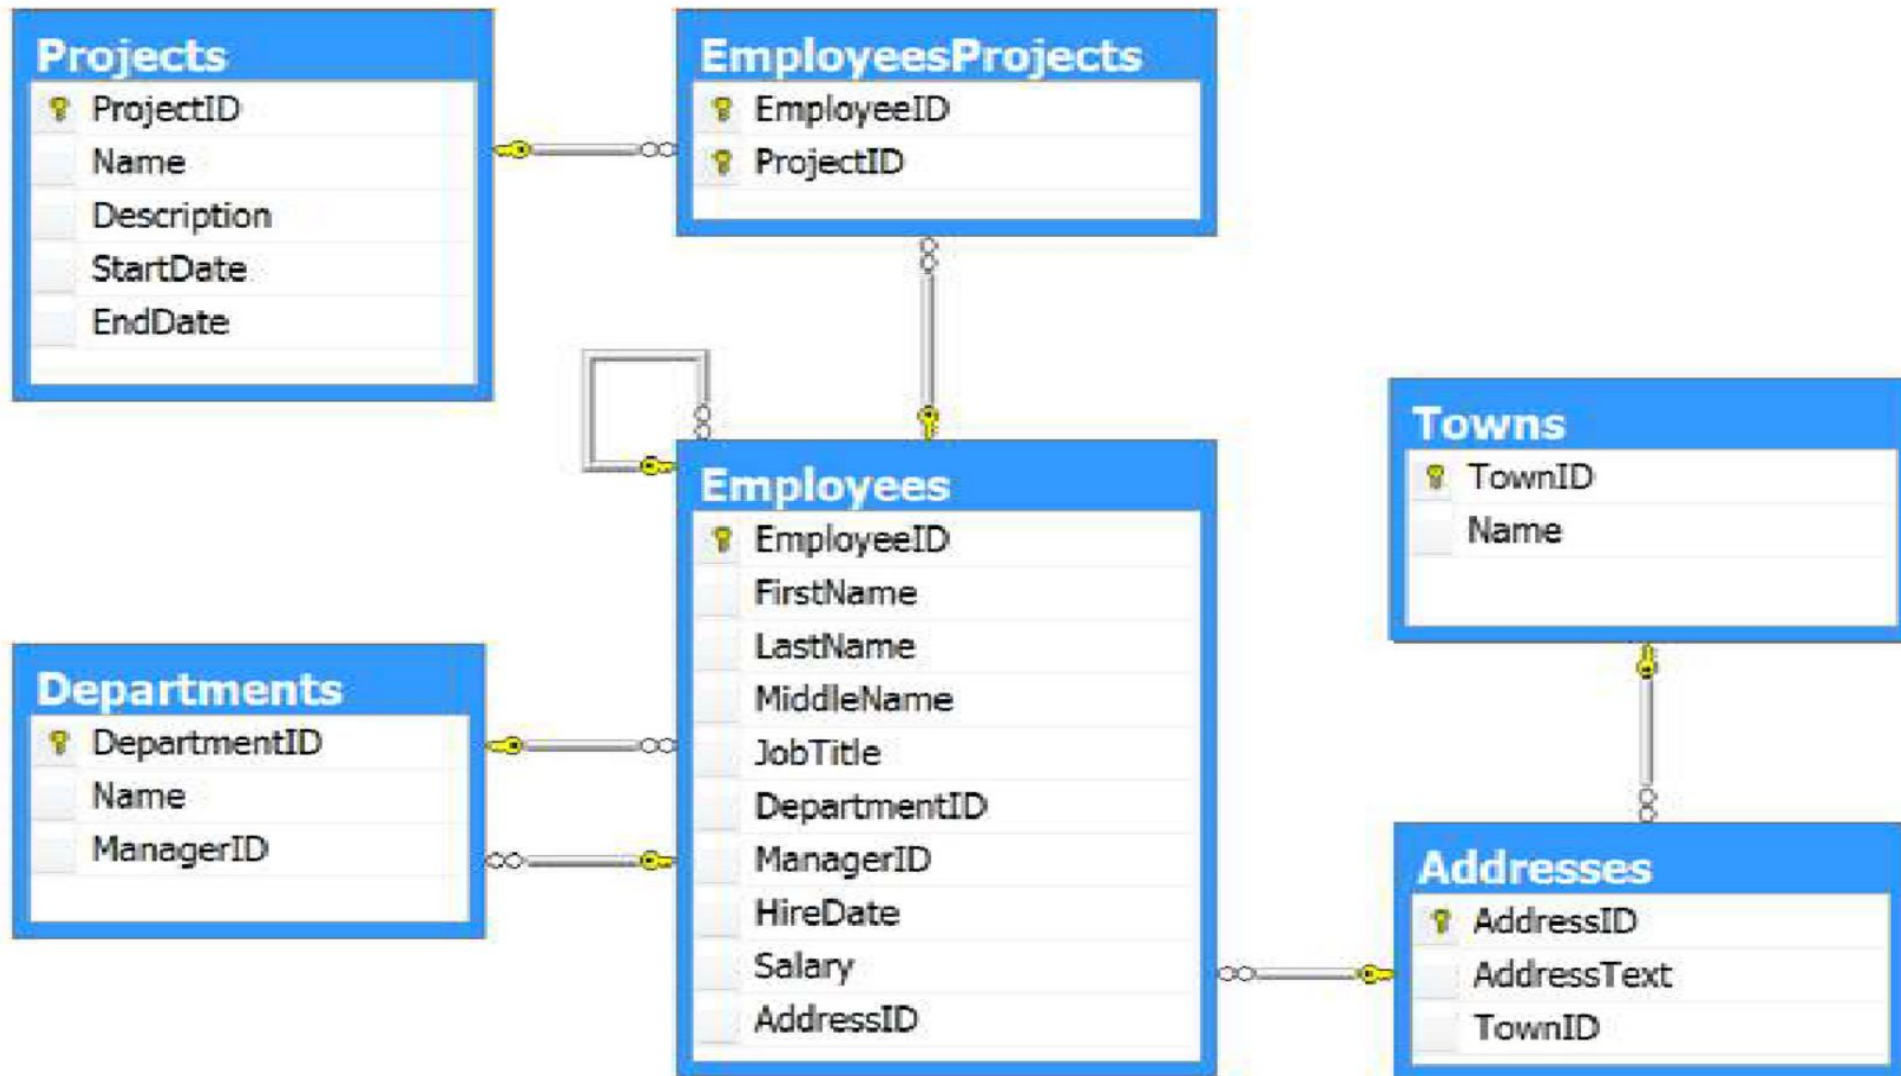 Projects
ProjectID
Name
Description
StartDate
EndDate
EmployeesProjects
EmployeeID
ProjectID
Employees
EmployeeID
FirstName
LastName
MiddleName
JobTitle
DepartmentID
ManagerID
HireDate
Salary
AddressID
Departments
DepartmentID
Name
ManagerID
Towns
TownID
Name
Addresses
AddressID
AddressText
TownID